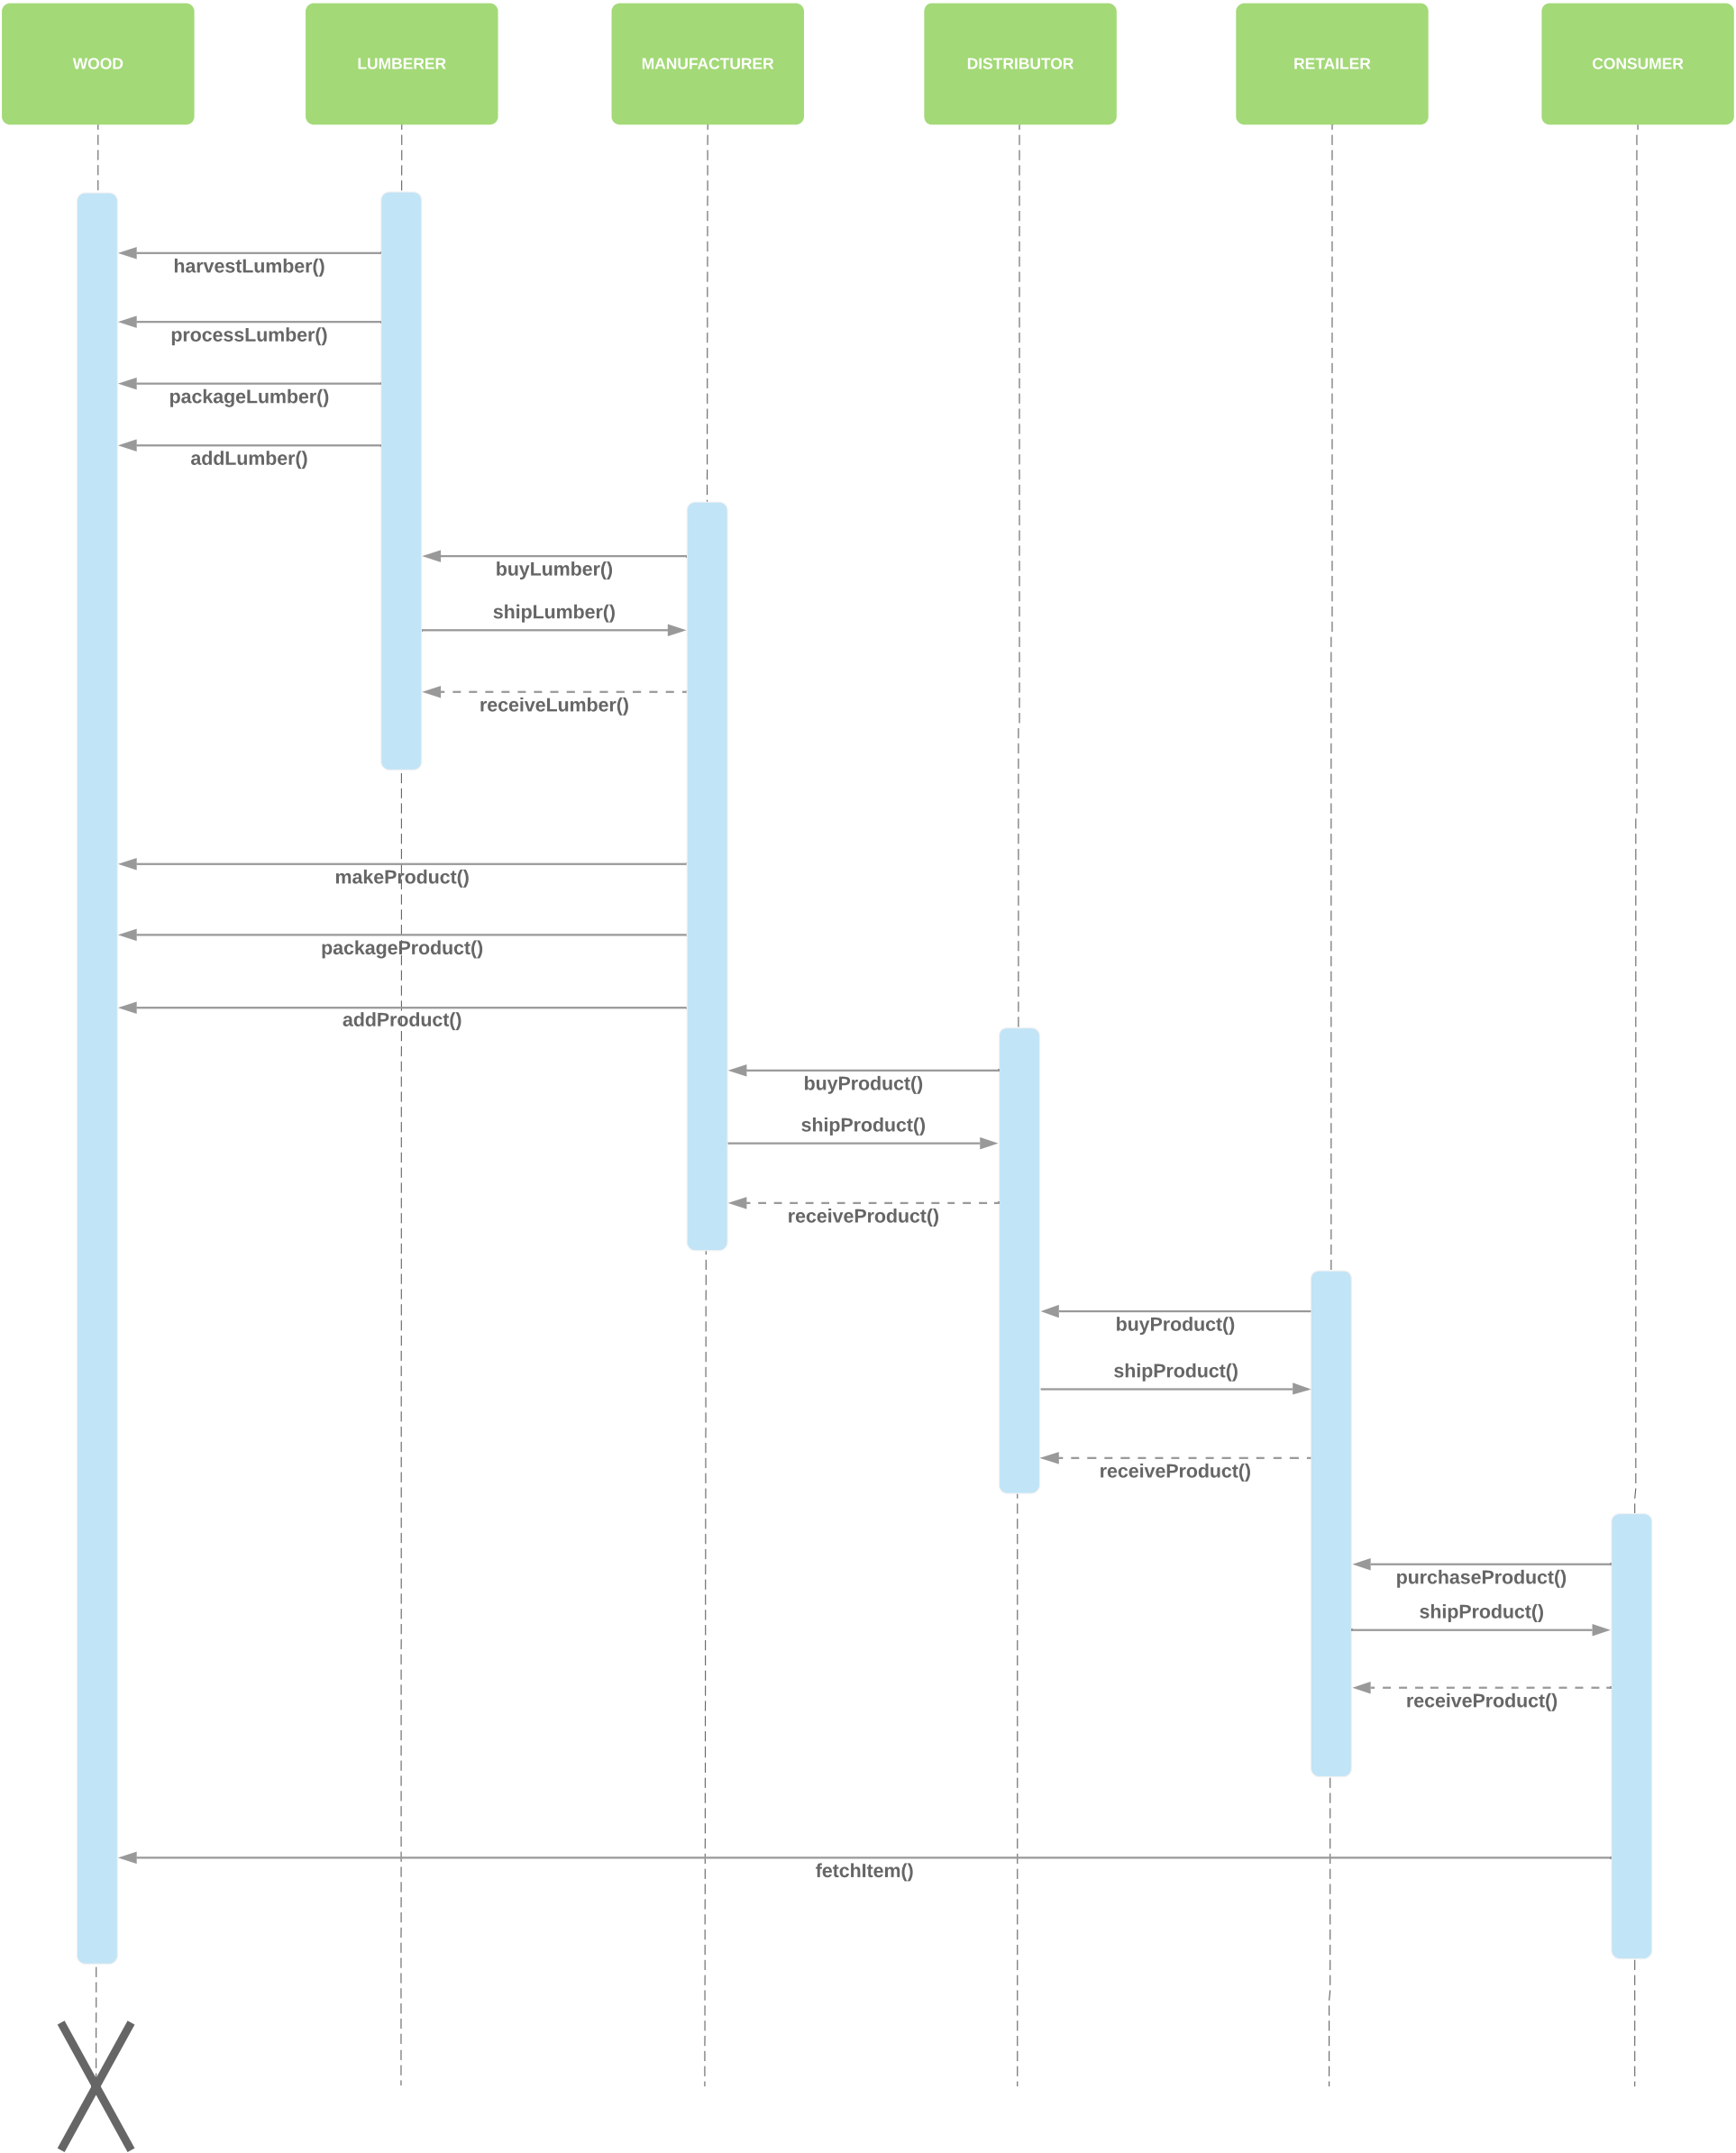 WOOD
LUMBERER
MANUFACTURER
DISTRIBUTOR
RETAILER
CONSUMER
harvestLumber()
processLumber()
packageLumber()
addLumber()
buyLumber()
shipLumber()
receiveLumber()
makeProduct()
packageProduct()
addProduct()
buyProduct()
shipProduct()
receiveProduct()
buyProduct()
shipProduct()
receiveProduct()
purchaseProduct()
shipProduct()
receiveProduct()
fetchItem()